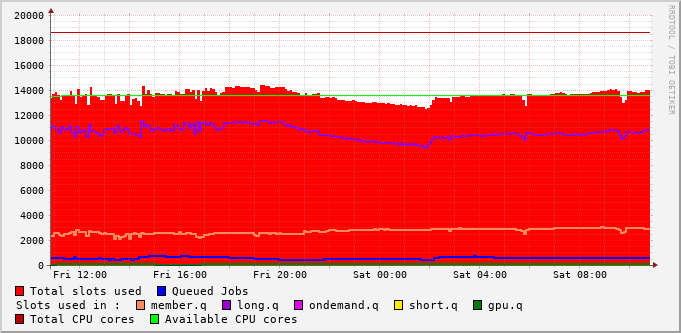 20000
18000
16000
14000
12000
10000
8000
6000
4000
2000
0
Fri 12:00 Fri 16:00 Fri 20:00 Sat 00:00 Sat 04:00 Sat 08:00
RRDTOOL / TOBI OETIKER
Total slots used Queued Jobs
Slots used in : member.q long.q ondemand.q short.q gpu.q
Total CPU cores Available CPU cores